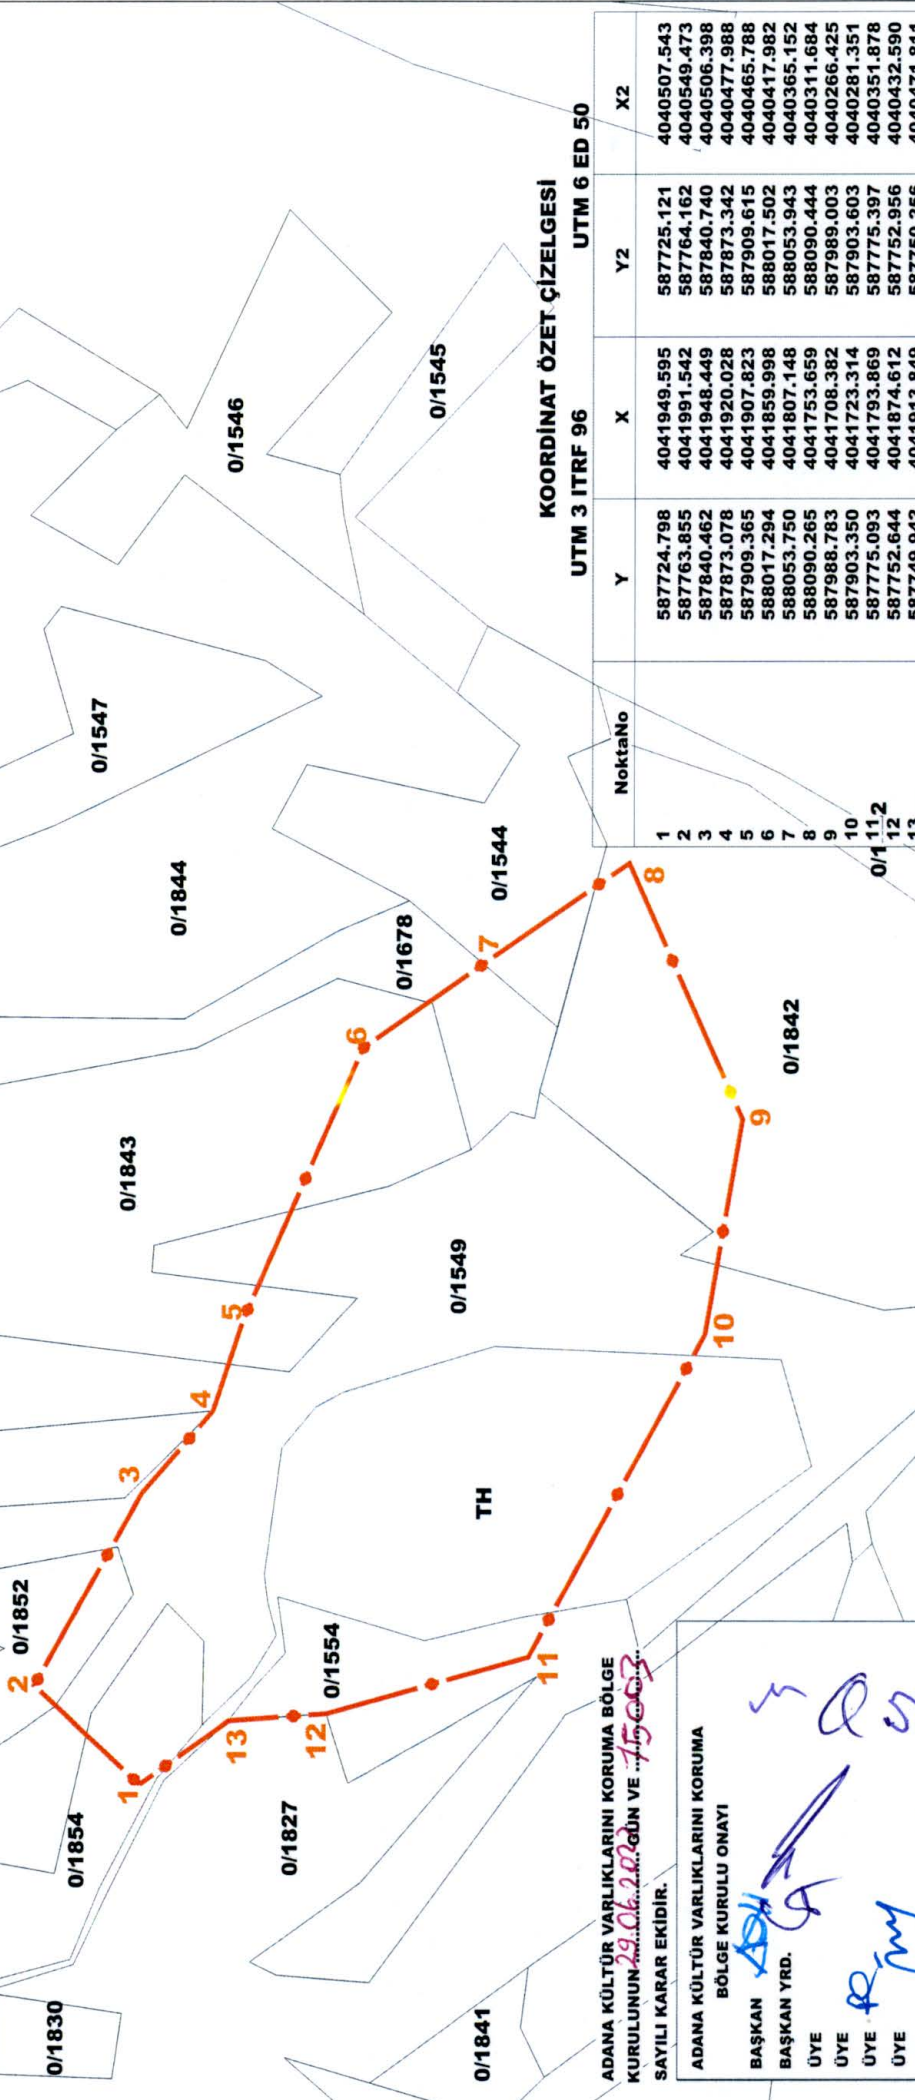 0/1830
0/1854
0/1852
0/1843
0/1844
0/1547
0/1546
0/1545
0/1841
0/1827
0/1554
TH
0/1549
0/1678
0/1544
0/1842
1
2
3
4
5
6
7
8
9
10
11
12
13
KOORDİNAT ÖZET ÇİZELGESİ
UTM 3 ITRF 96 UTM 6 ED 50
NoktaNo Y X Y2 X2
1 587724.798 4041949.595 587725.121 4040507.543
2 587763.855 4041991.542 587764.162 4040549.473
3 587840.462 4041948.449 587840.740 4040506.398
4 587873.078 4041920.028 587873.342 4040477.988
5 587909.365 4041907.823 587909.615 4040465.788
6 588017.294 4041859.998 588017.502 4040417.982
7 588053.750 4041807.148 588053.943 4040365.152
8 588090.265 4041753.659 588090.444 4040311.684
9 587988.783 4041708.382 587989.003 4040266.425
10 587903.350 4041723.314 587903.603 4040281.351
11 587775.093 4041793.869 587775.397 4040351.878
12 587752.644 4041874.612 587752.956 4040432.590
13
ADANA KÜLTÜR VARLIKLARINI KORUMA BÖLGE
KURULUNUN 29.06.2022 GÜN VE 15003
SAYILI KARAR EKİDİR.
ADANA KÜLTÜR VARLIKLARINI KORUMA
BÖLGE KURULU ONAYI
BAŞKAN
BAŞKAN YRD.
ÜYE
ÜYE
ÜYE
ÜYE